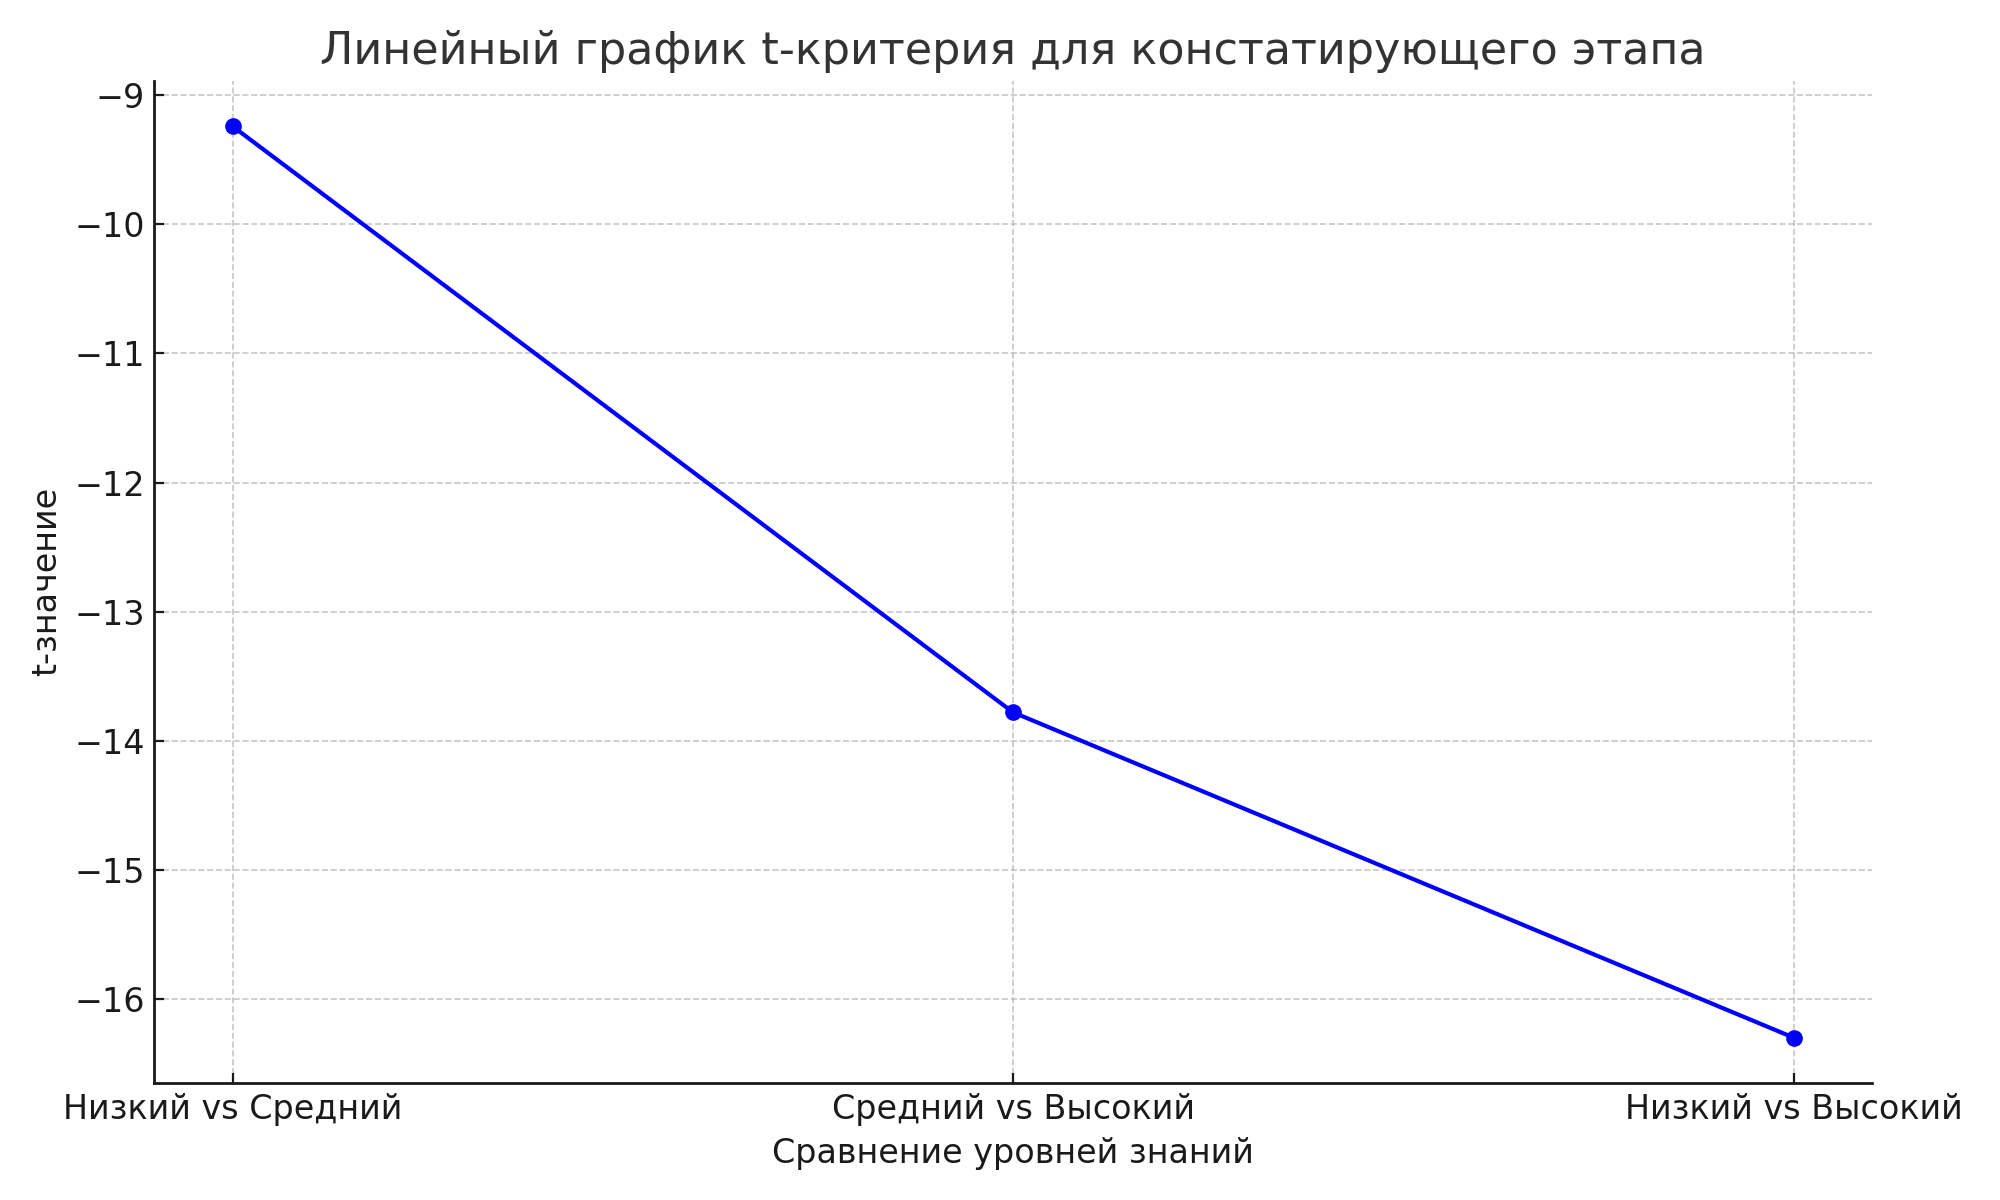 Линейный график t-критерия для констатирующего этапа
−9
−10
−11
−12
−13
−14
−15
−16
t-значение
Низкий vs Средний
Средний vs Высокий
Низкий vs Высокий
Сравнение уровней знаний